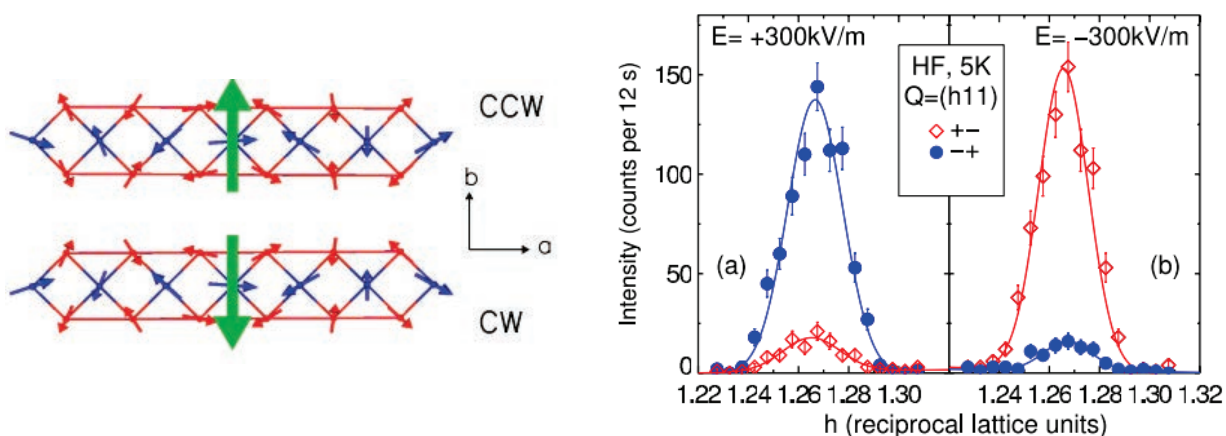 CCW
b
a
CW
E= +300kV/m
E= −300kV/m
HF, 5K
Q=(h11)
+−
−+
(a)
(b)
Intensity (counts per 12 s)
150
100
50
0
1.22 1.24 1.26 1.28 1.30
1.24 1.26 1.28 1.30 1.32
h (reciprocal lattice units)